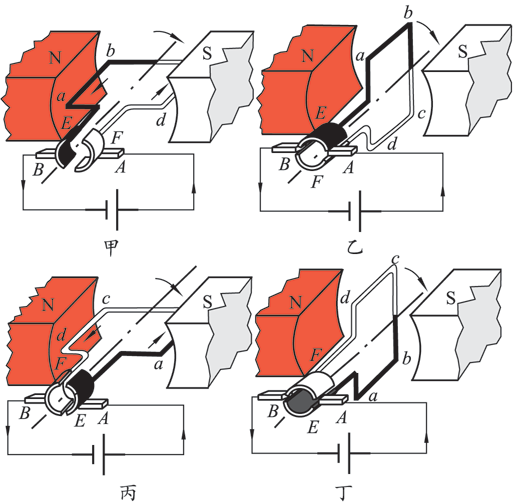 N S a b E F d B A
甲
N S a b E c d B A F
乙
N S c d F a B E A
丙
N S c d F b a B E A
丁